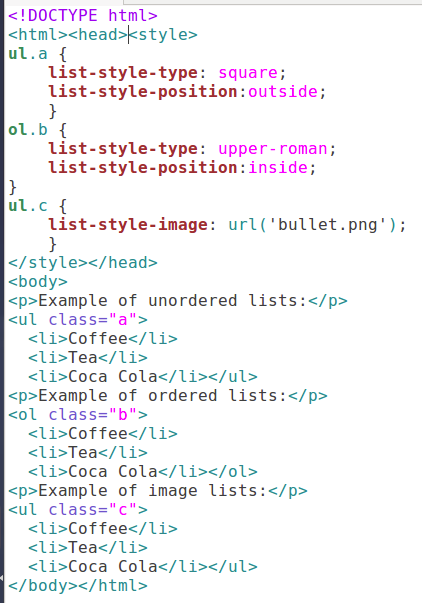 <!DOCTYPE html>
<html><head><style>
ul.a {
    list-style-type: square;
    list-style-position:outside;
    }
ol.b {
    list-style-type: upper-roman;
    list-style-position:inside;
}
ul.c {
    list-style-image: url('bullet.png');
    }
</style></head>
<body>
<p>Example of unordered lists:</p>
<ul class="a">
  <li>Coffee</li>
  <li>Tea</li>
  <li>Coca Cola</li></ul>
<p>Example of ordered lists:</p>
<ol class="b">
  <li>Coffee</li>
  <li>Tea</li>
  <li>Coca Cola</li></ol>
<p>Example of image lists:</p>
<ul class="c">
  <li>Coffee</li>
  <li>Tea</li>
  <li>Coca Cola</li></ul>
</body></html>